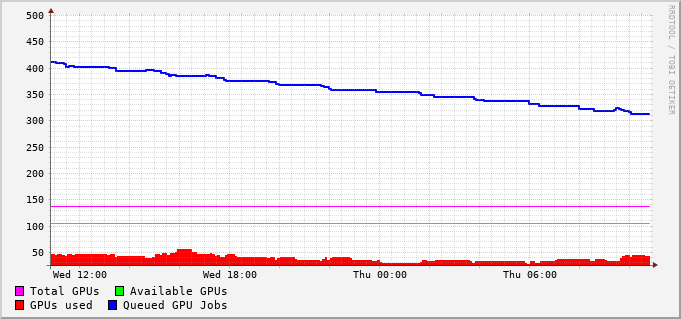 500
450
400
350
300
250
200
150
100
50
Wed 12:00 Wed 18:00 Thu 00:00 Thu 06:00
Total GPUs Available GPUs
GPUs used Queued GPU Jobs
RRDTOOL / TOBI OETIKER